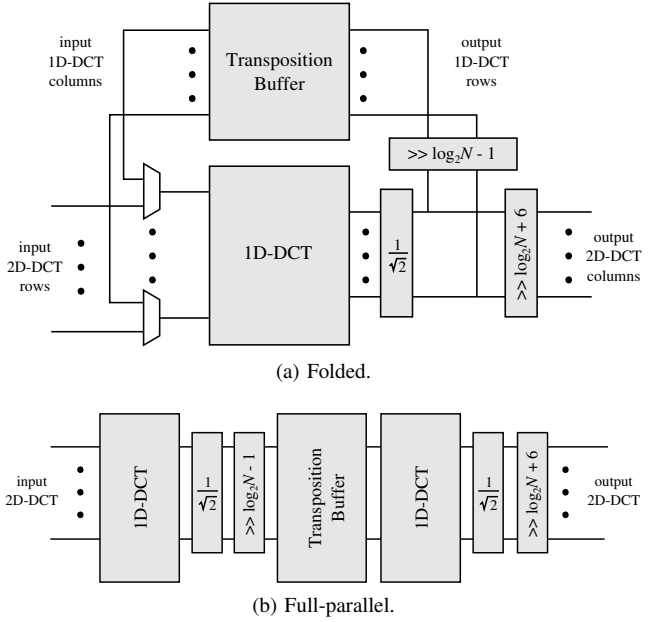 input
1D-DCT
columns
Transposition
Buffer
output
1D-DCT
rows
>> log₂N - 1
input
2D-DCT
rows
1D-DCT
1
√2
>> log₂N + 6
output
2D-DCT
columns
(a) Folded.
input
2D-DCT
1D-DCT
1
√2
>> log₂N - 1
Transposition
Buffer
1D-DCT
1
√2
>> log₂N + 6
output
2D-DCT
(b) Full-parallel.